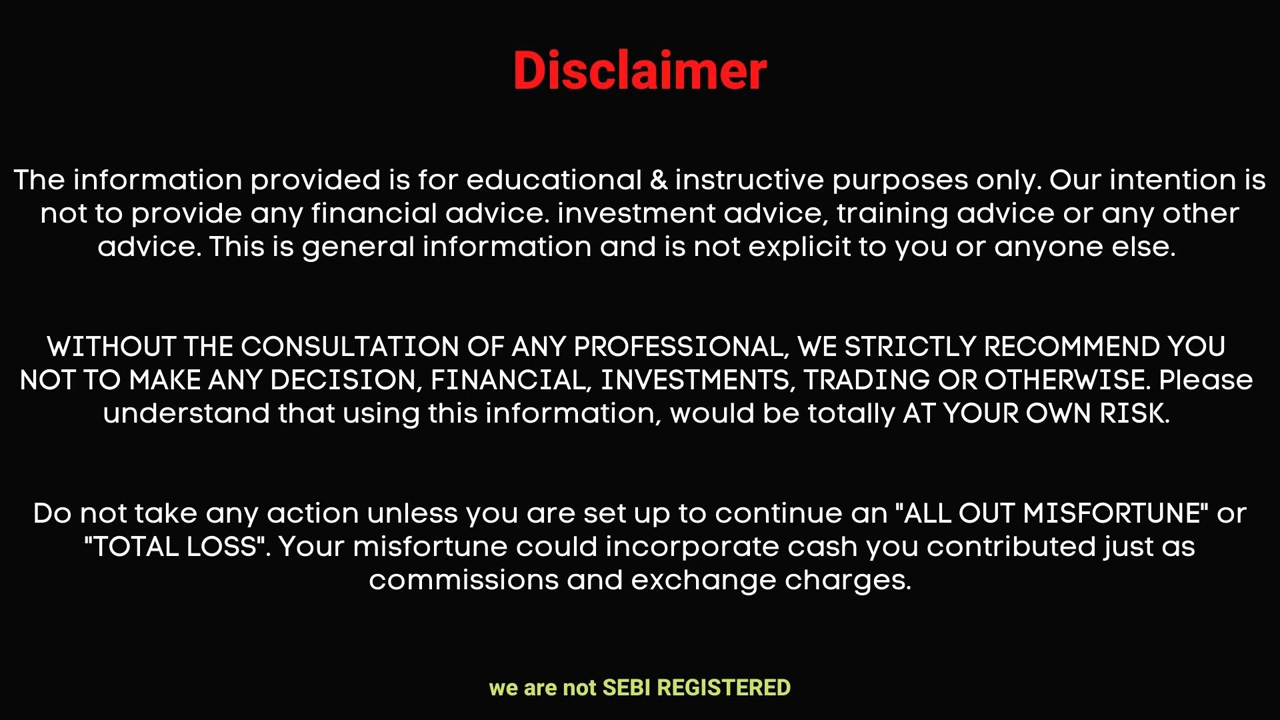 Disclaimer
The information provided is for educational & instructive purposes only. Our intention is
not to provide any financial advice. investment advice, training advice or any other
advice. This is general information and is not explicit to you or anyone else.
WITHOUT THE CONSULTATION OF ANY PROFESSIONAL, WE STRICTLY RECOMMEND YOU
NOT TO MAKE ANY DECISION, FINANCIAL, INVESTMENTS, TRADING OR OTHERWISE. Please
understand that using this information, would be totally AT YOUR OWN RISK.
Do not take any action unless you are set up to continue an "ALL OUT MISFORTUNE" or
"TOTAL LOSS". Your misfortune could incorporate cash you contributed just as
commissions and exchange charges.
we are not SEBI REGISTERED